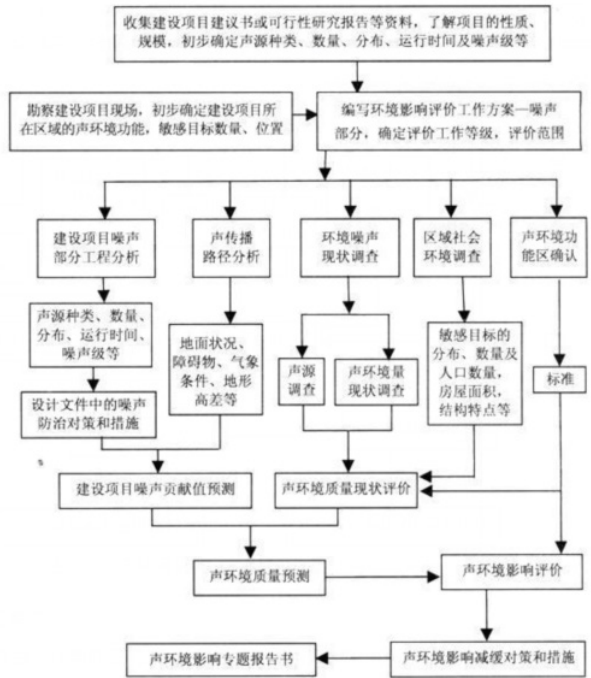 收集建设项目建议书或可行性研究报告等资料，了解项目的性质、
规模，初步确定声源种类、数量、分布、运行时间及噪声级等
勘察建设项目现场，初步确定建设项目所
在区域的声环境功能，敏感目标数量、位置
编写环境影响评价工作方案—噪声
部分，确定评价工作等级，评价范围
建设项目噪声
部分工程分析
声传播
路径分析
环境噪声
现状调查
区域社会
环境调查
声环境功
能区确认
声源种类、数量、
分布、运行时间、
噪声级等
地面状况、
障碍物、气象
条件、地形
高差等
声源
调查
声环境量
现状调查
敏感目标的
分布、数量及
人口数量，
房屋面积，
结构特点等
标准
设计文件中的噪声
防治对策和措施
建设项目噪声贡献值预测
声环境质量现状评价
声环境质量预测
声环境影响评价
声环境影响专题报告书
声环境影响减缓对策和措施